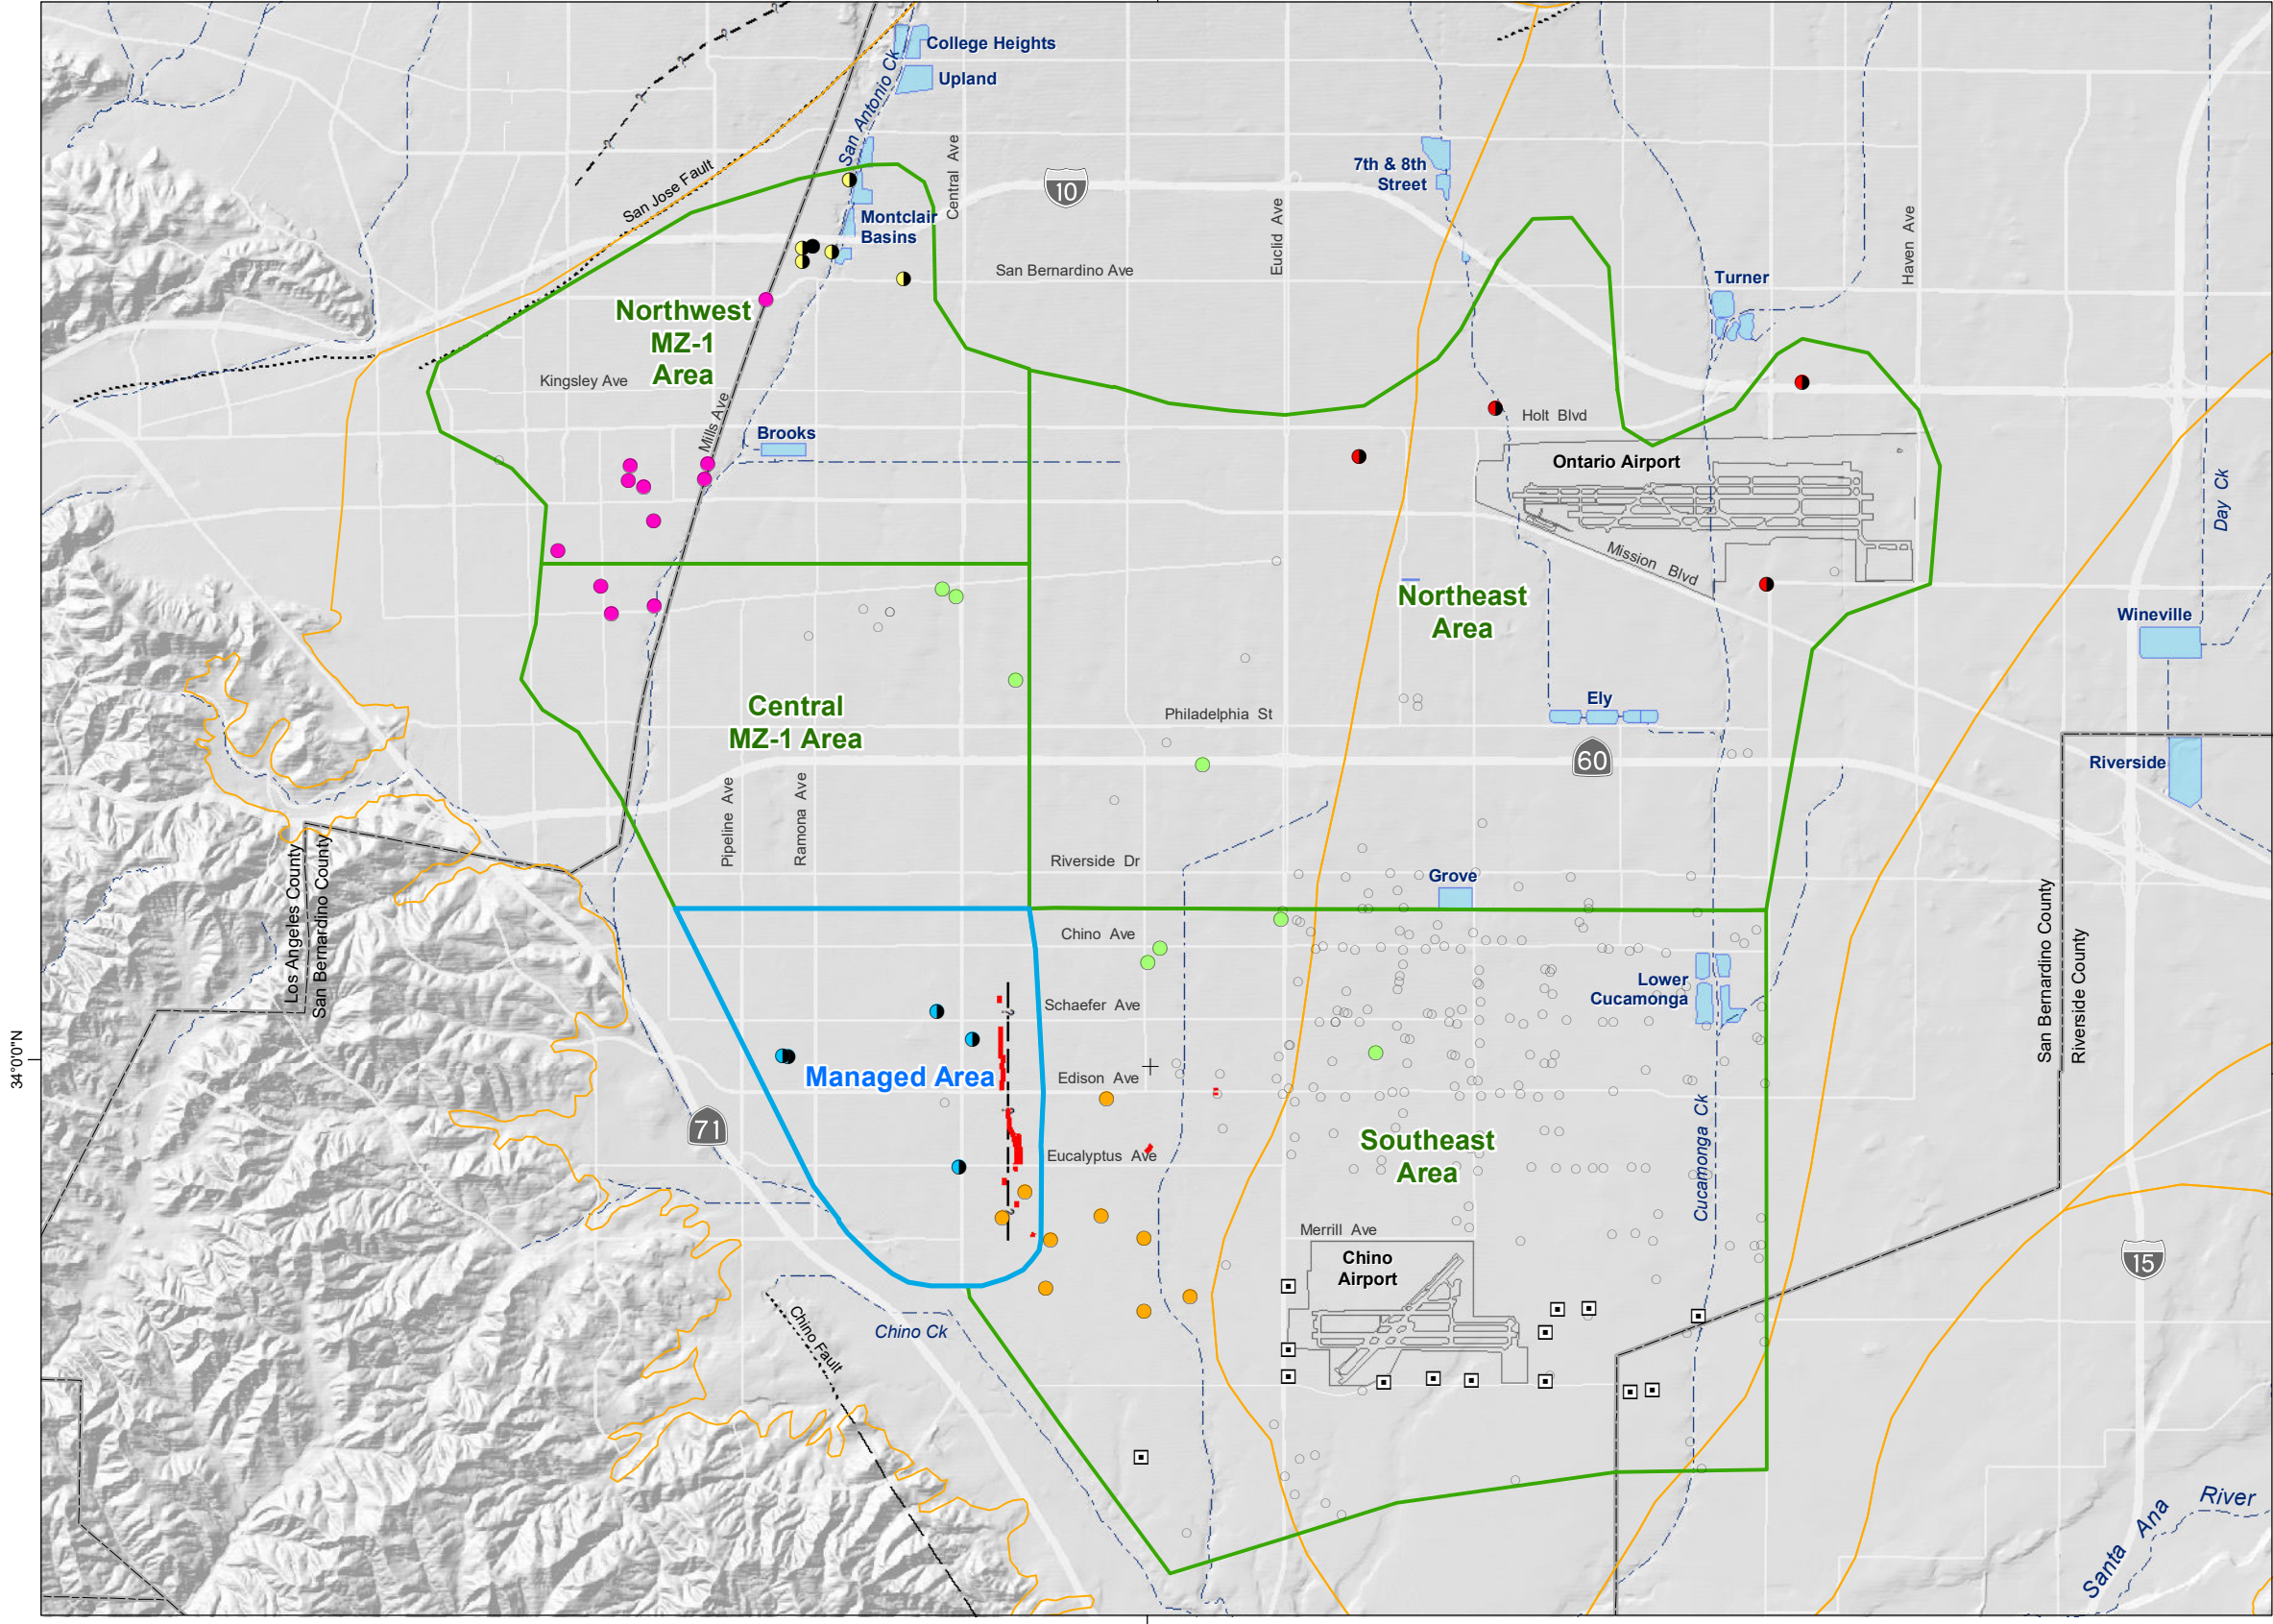 College Heights
Upland
San Antonio Ck
Central Ave
10
7th & 8th
Street
San Jose Fault
Montclair
Basins
Euclid Ave
Haven Ave
San Bernardino Ave
Turner
Northwest
MZ-1
Area
Kingsley Ave
Mills Ave
Brooks
Holt Blvd
Ontario Airport
Day Ck
Mission Blvd
Northeast
Area
Wineville
Central
MZ-1 Area
Philadelphia St
Ely
60
Riverside
Pipeline Ave
Ramona Ave
Riverside Dr
Grove
Los Angeles County
San Bernardino County
San Bernardino County
Riverside County
Chino Ave
Lower
Cucamonga
Schaefer Ave
34°0'0"N
Managed Area
Edison Ave
71
Cucamonga Ck
Southeast
Area
Eucalyptus Ave
Merrill Ave
Chino
Airport
15
Chino Fault
Chino Ck
Santa Ana River
?
?
?
?
?
?